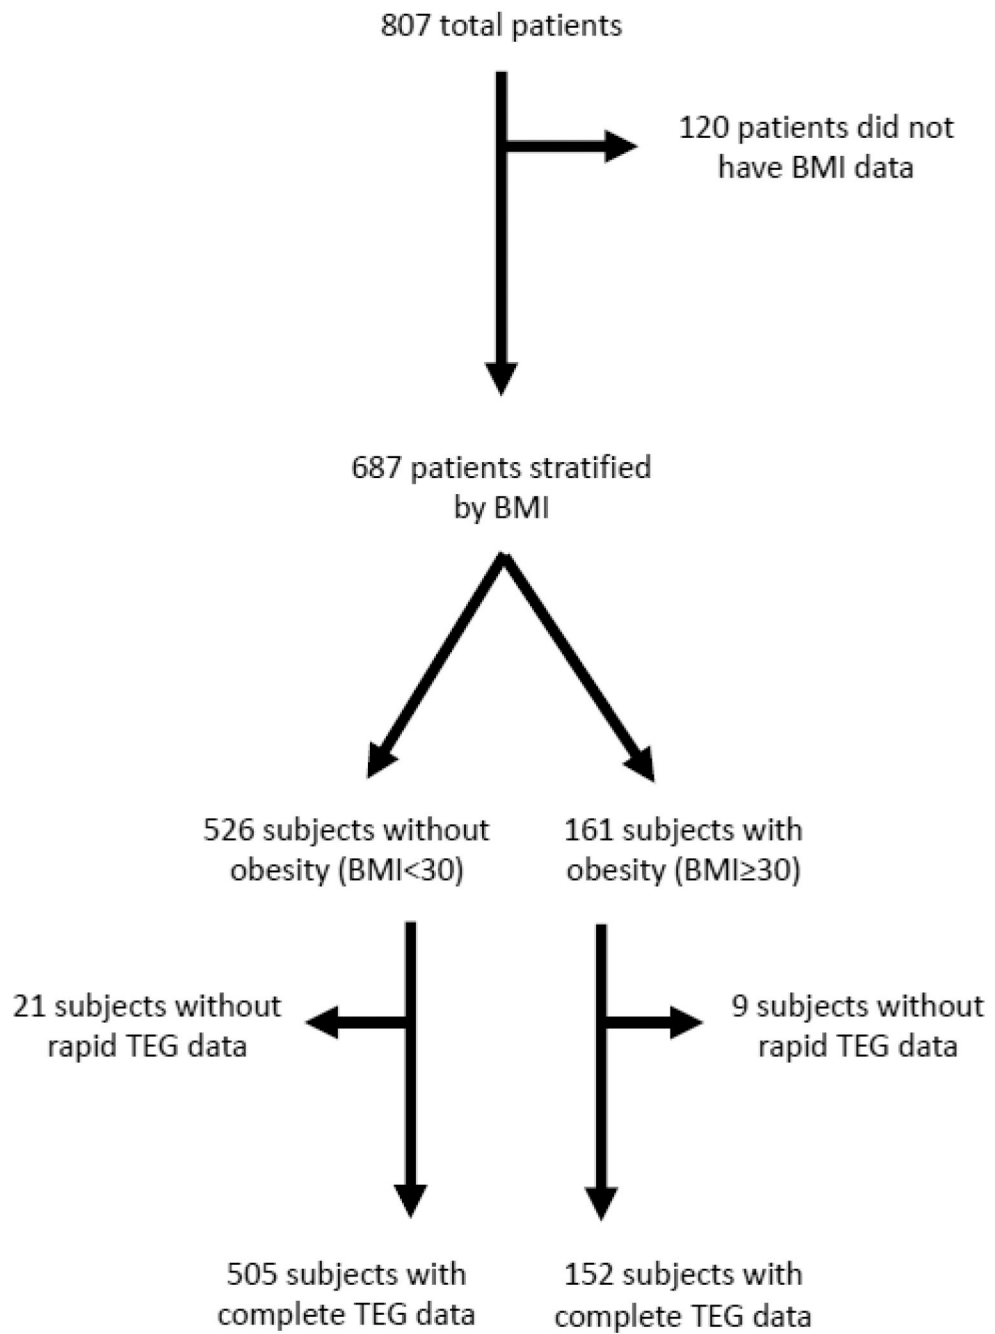 807 total patients
120 patients did not
have BMI data
687 patients stratified
by BMI
526 subjects without
obesity (BMI<30)
161 subjects with
obesity (BMI≥30)
21 subjects without
rapid TEG data
9 subjects without
rapid TEG data
505 subjects with
complete TEG data
152 subjects with
complete TEG data